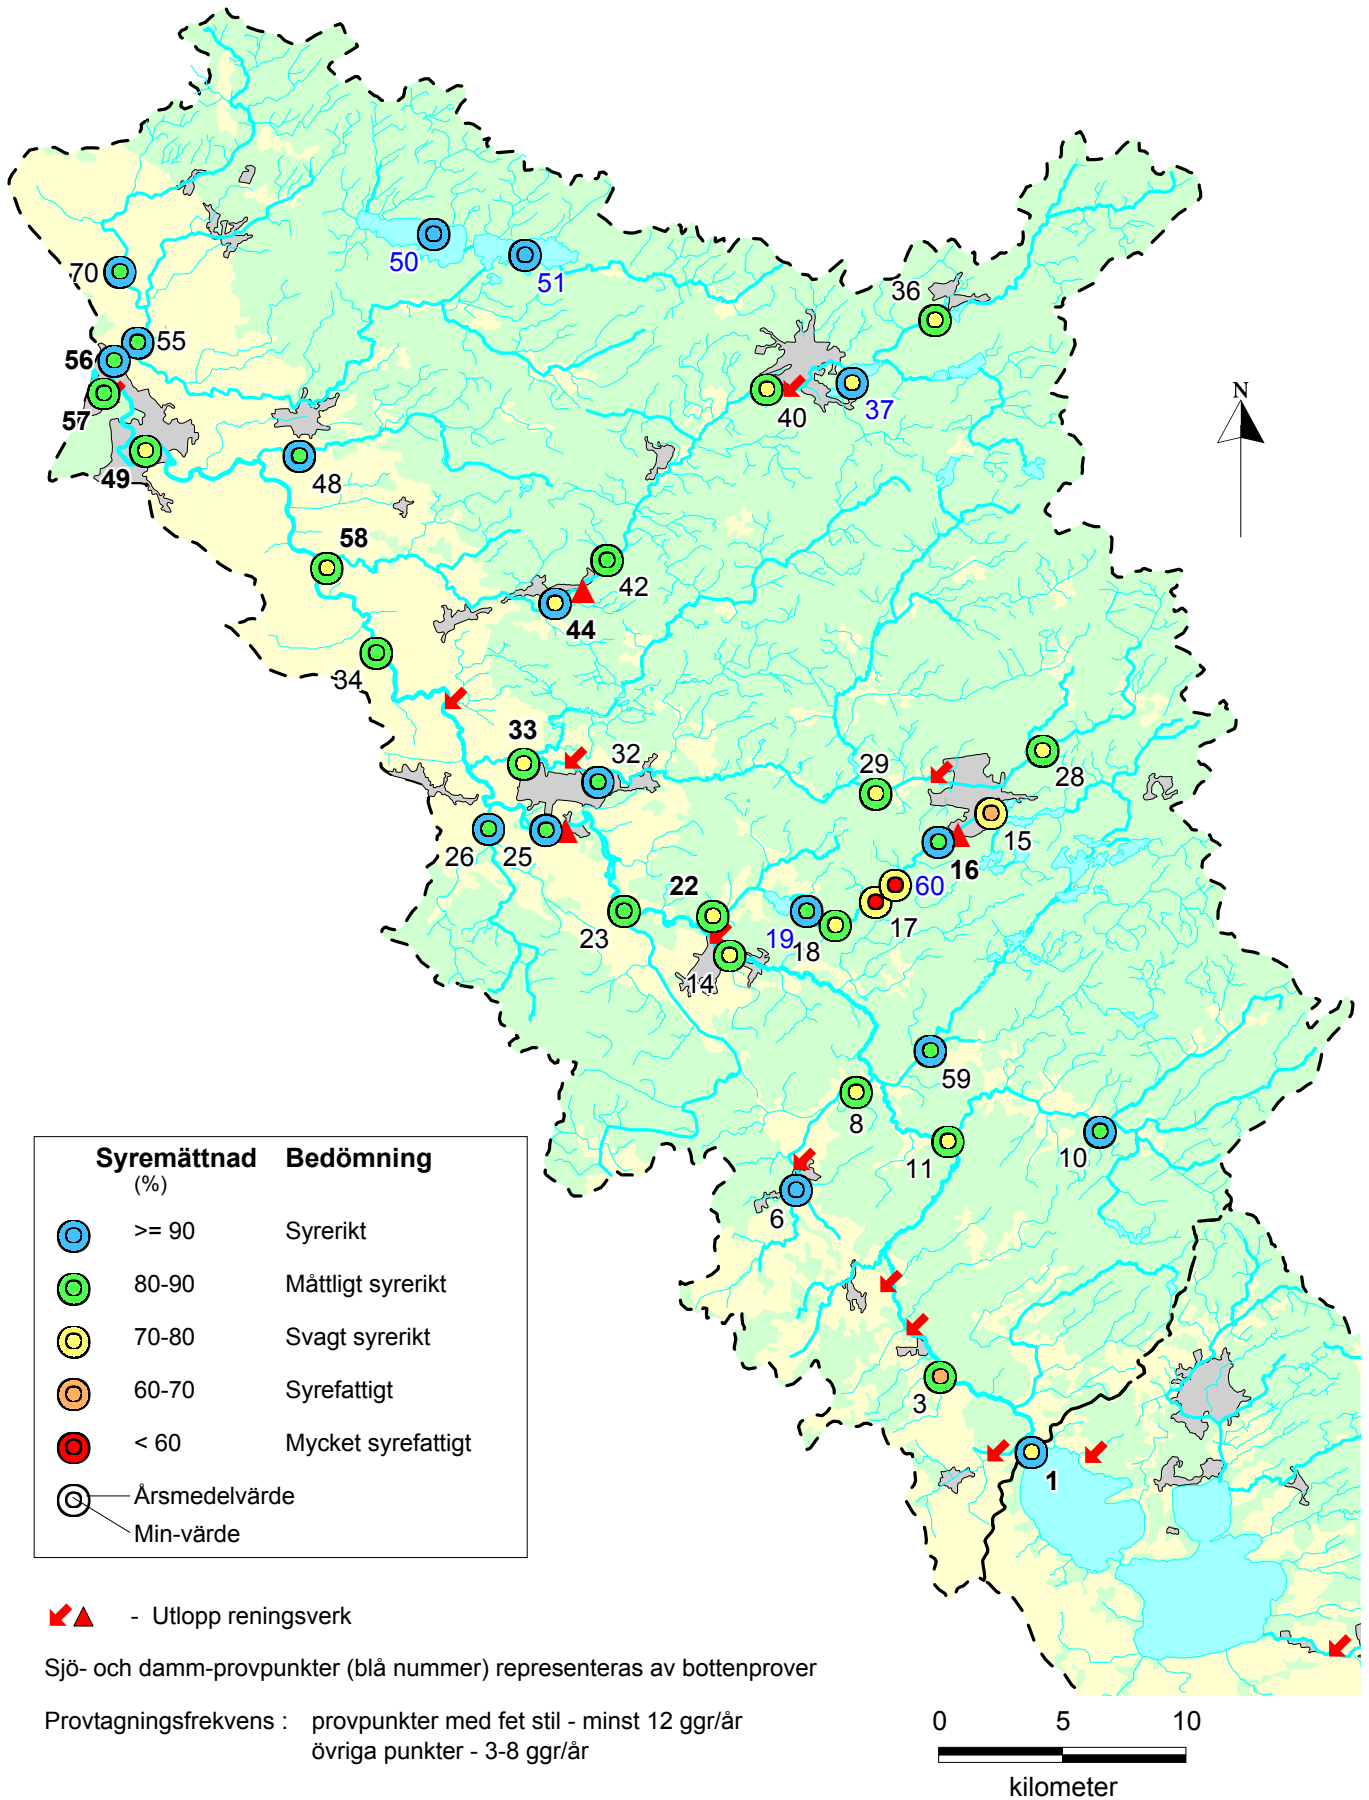 50
51
70
36
55
56
37
57
40
49
48
N
58
42
44
34
33
32
29
28
15
26
25
16
60
22
17
23
19
18
14
59
8
11
10
6
3
1
Syremättnad Bedömning
(%)
>= 90 Syrerikt
80-90 Måttligt syrerikt
70-80 Svagt syrerikt
60-70 Syrefattigt
< 60 Mycket syrefattigt
Årsmedelvärde
Min-värde
- Utlopp reningsverk
Sjö- och damm-provpunkter (blå nummer) representeras av bottenprover
Provtagningsfrekvens : provpunkter med fet stil - minst 12 ggr/år
övriga punkter - 3-8 ggr/år
0 5 10
kilometer